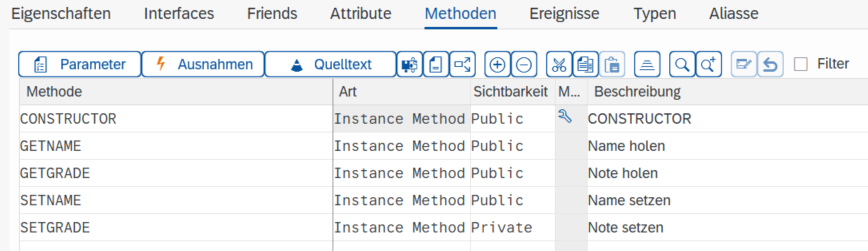 Eigenschaften Interfaces Friends Attribute Methoden Ereignisse Typen Aliasse
Parameter Ausnahmen Quelltext Filter
Methode Art Sichtbarkeit M... Beschreibung
CONSTRUCTOR Instance Method Public CONSTRUCTOR
GETNAME Instance Method Public Name holen
GETGRADE Instance Method Public Note holen
SETNAME Instance Method Public Name setzen
SETGRADE Instance Method Private Note setzen